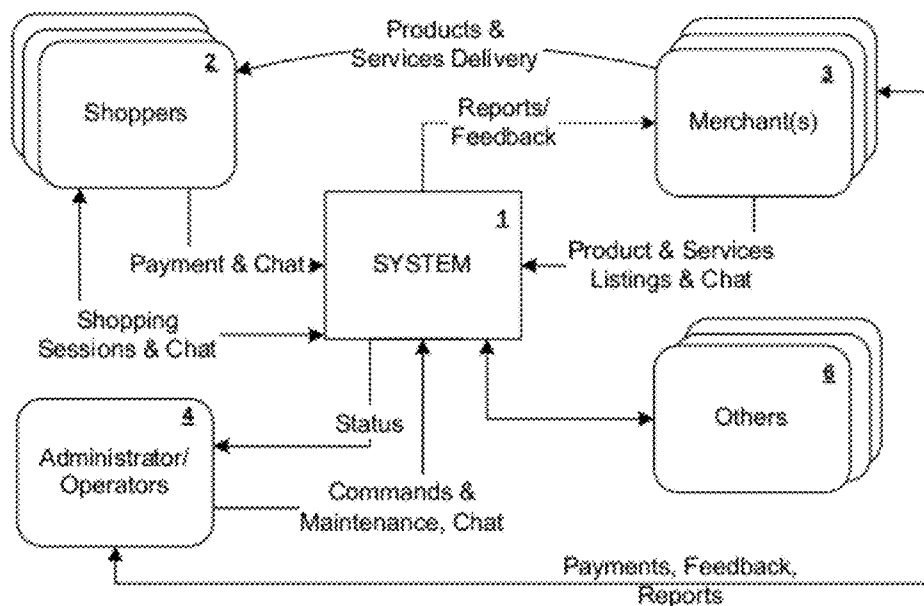 Products &
Services Delivery
2
Shoppers
3
Merchant(s)
Reports/
Feedback
1
SYSTEM
Payment & Chat
Product & Services
Listings & Chat
Shopping
Sessions & Chat
6
Others
4
Administrator/
Operators
Status
Commands &
Maintenance, Chat
Payments, Feedback,
Reports